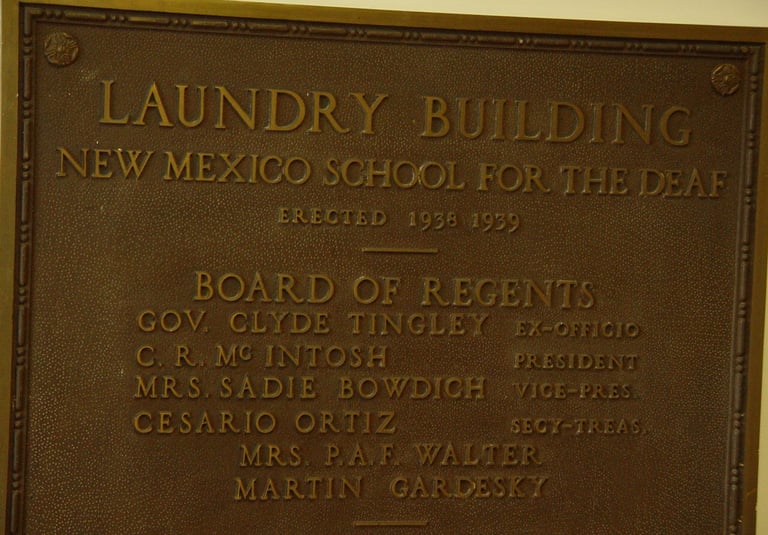 LAUNDRY BUILDING
NEW MEXICO SCHOOL FOR THE DEAF
ERECTED 1938 1939
BOARD OF REGENTS
GOV. CLYDE TINGLEY EX-OFFICIO
C. R. MC INTOSH PRESIDENT
MRS. SADIE BOWDICH VICE-PRES.
CESARIO ORTIZ SECY-TREAS.
MRS. P.A.F. WALTER
MARTIN GARDESKY